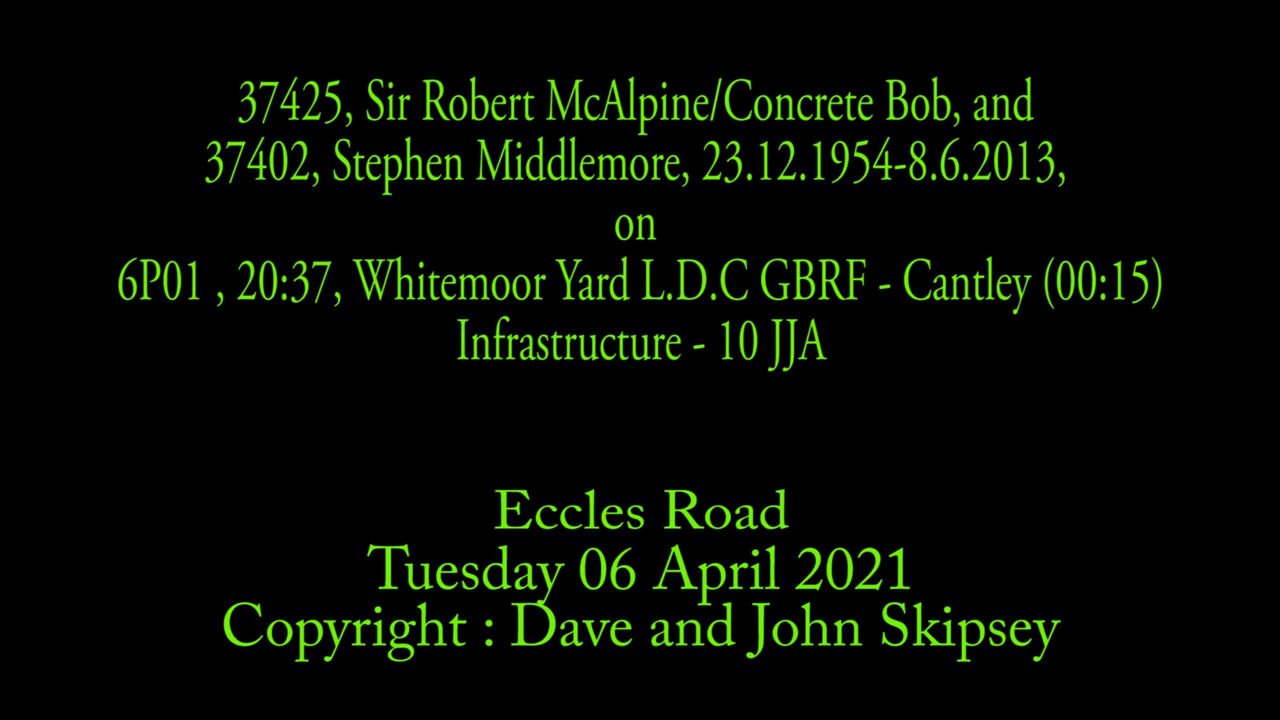 37425, Sir Robert McAlpine/Concrete Bob, and
37402, Stephen Middlemore, 23.12.1954-8.6.2013,
on
6P01 , 20:37, Whitemoor Yard L.D.C GBRF - Cantley (00:15)
Infrastructure - 10 JJA
Eccles Road
Tuesday 06 April 2021
Copyright : Dave and John Skipsey